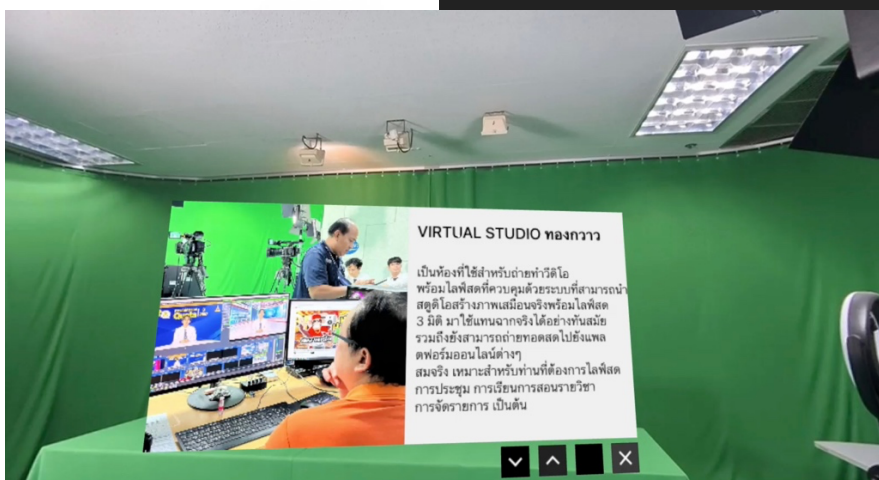 VIRTUAL STUDIO ทองกวาว
เป็นห้องที่ใช้สำหรับถ่ายทำวีดิโอ
พร้อมไลฟ์สดที่ควบคุมด้วยระบบที่สามารถนำ
สตูดิโอสร้างภาพเสมือนจริงพร้อมไลฟ์สด
3 มิติ มาใช้แทนฉากจริงได้อย่างทันสมัย
รวมถึงยังสามารถถ่ายทอดสดไปยังแพล
ตฟอร์มออนไลน์ต่างๆ
สมจริง เหมาะสำหรับท่านที่ต้องการไลฟ์สด
การประชุม การเรียนการสอนรายวิชา
การจัดรายการ เป็นต้น